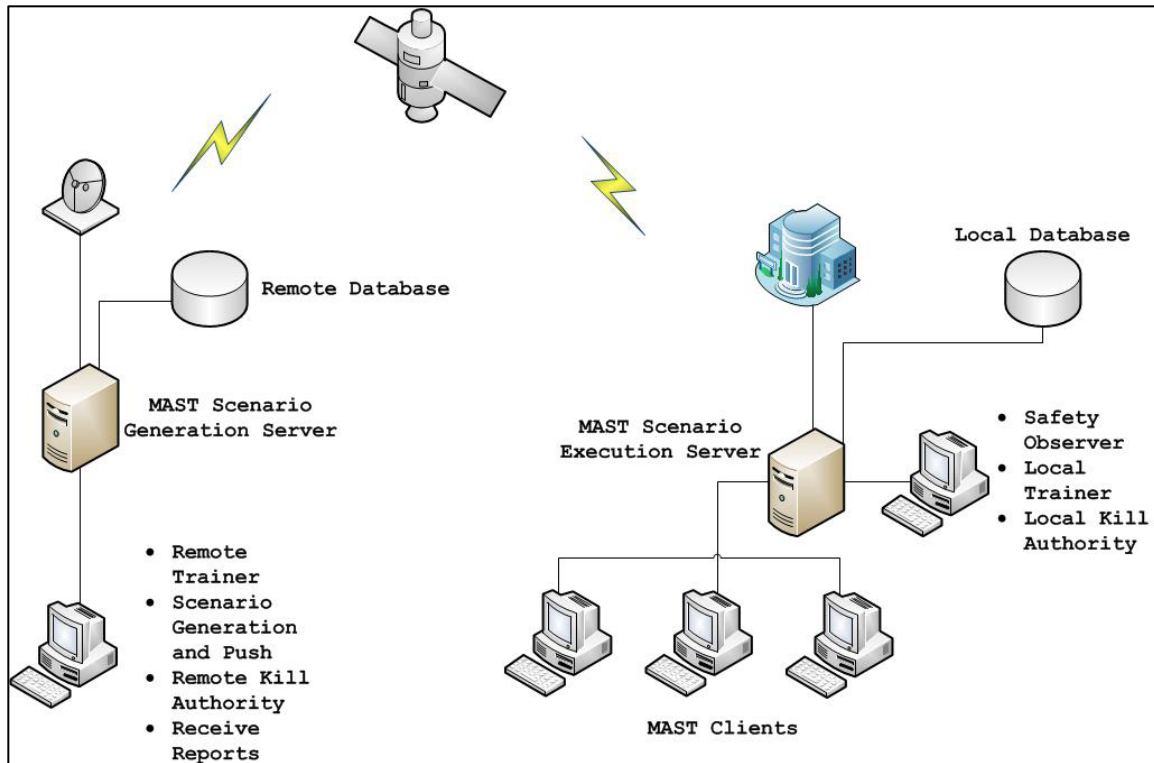 Local Database
Remote Database
MAST Scenario
Generation Server
MAST Scenario
Execution Server
• Safety
Observer
• Local
Trainer
• Local Kill
Authority
• Remote
Trainer
• Scenario
Generation
and Push
• Remote Kill
Authority
• Receive
Reports
MAST Clients